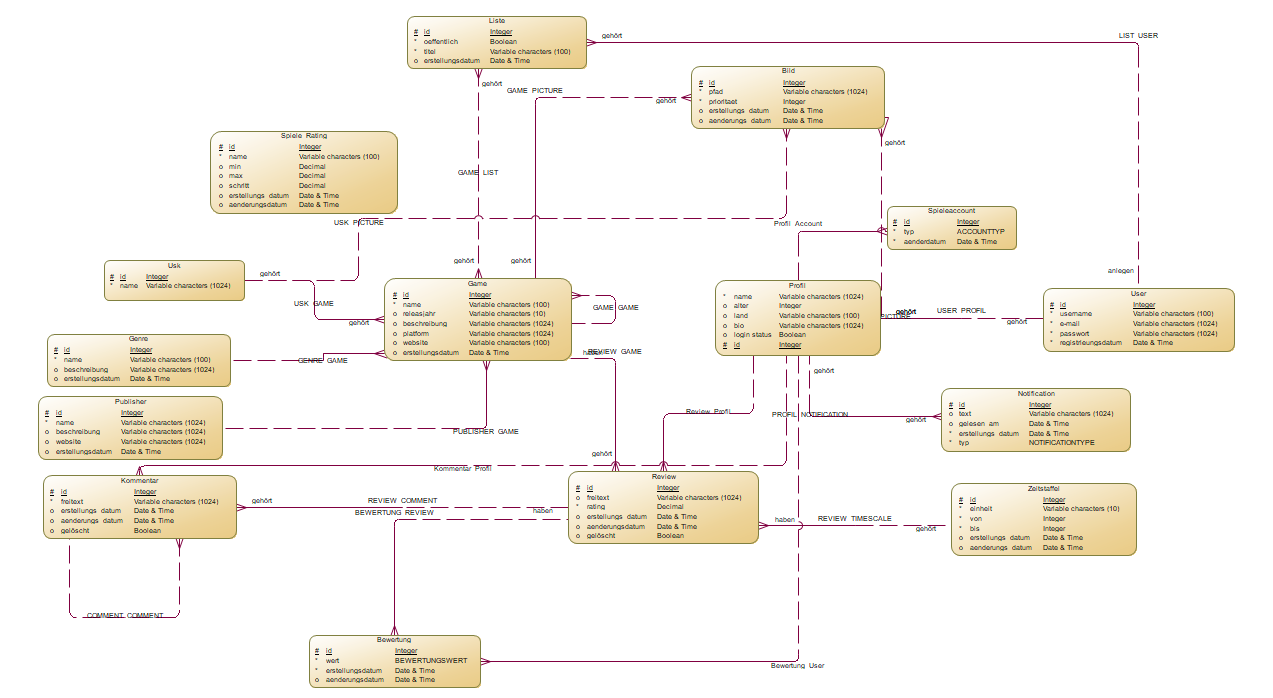 Liste
# id Integer
* oeffentlich Boolean
* titel Variable characters (100)
o erstellungsdatum Date & Time
gehört
LIST USER
gehört
GAME PICTURE
gehört
Bild
# id Integer
* pfad Variable characters (1024)
* prioritaet Integer
o erstellungs datum Date & Time
o aenderungs datum Date & Time
gehört
Spiele Rating
# id Integer
* name Variable characters (100)
o min Decimal
o max Decimal
o schritt Decimal
o erstellungs datum Date & Time
o aenderungsdatum Date & Time
GAME LIST
USK PICTURE
Profil Account
Spieleaccount
# id Integer
* typ ACCOUNTTYP
* aenderdatum Date & Time
gehört
gehört
gehört
anlegen
Usk
# id Integer
* name Variable characters (1024)
USK GAME
gehört
Game
# id Integer
* name Variable characters (100)
o releasjahr Variable characters (10)
o beschreibung Variable characters (1024)
o platform Variable characters (1024)
o website Variable characters (100)
o erstellungsdatum Date & Time
GAME GAME
Profil
* name Variable characters (1024)
o alter Integer
o land Variable characters (100)
o bio Variable characters (1024)
o login status Boolean
# id Integer
gehört
PICTURE
USER PROFIL
gehört
User
# id Integer
* username Variable characters (100)
* e-mail Variable characters (1024)
* passwort Variable characters (1024)
* registrieungsdatum Date & Time
Genre
# id Integer
* name Variable characters (100)
o beschreibung Variable characters (1024)
o erstellungsdatum Date & Time
GENRE GAME
REVIEW GAME
gehört
Publisher
# id Integer
* name Variable characters (1024)
o beschreibung Variable characters (1024)
o website Variable characters (1024)
o erstellungsdatum Date & Time
PUBLISHER GAME
Review Profil
PROFIL NOTIFICATION
gehört
Notification
# id Integer
o text Variable characters (1024)
o gelesen am Date & Time
* erstellungs datum Date & Time
* typ NOTIFICATIONTYPE
gehört
Kommentar Profil
Kommentar
# id Integer
* freitext Variable characters (1024)
o erstellungs datum Date & Time
o aenderungs datum Date & Time
o gelöscht Boolean
gehört
REVIEW COMMENT
BEWERTUNG REVIEW
haben
Review
# id Integer
o freitext Variable characters (1024)
* rating Decimal
o erstellungs datum Date & Time
o aenderungsdatum Date & Time
o gelöscht Boolean
haben
REVIEW TIMESCALE
gehört
Zeitstaffel
# id Integer
* einheit Variable characters (10)
* von Integer
* bis Integer
o erstellungs datum Date & Time
o aenderungs datum Date & Time
COMMENT COMMENT
Bewertung
# id Integer
* wert BEWERTUNGSWERT
* erstellungsdatum Date & Time
o aenderungsdatum Date & Time
Bewertung User